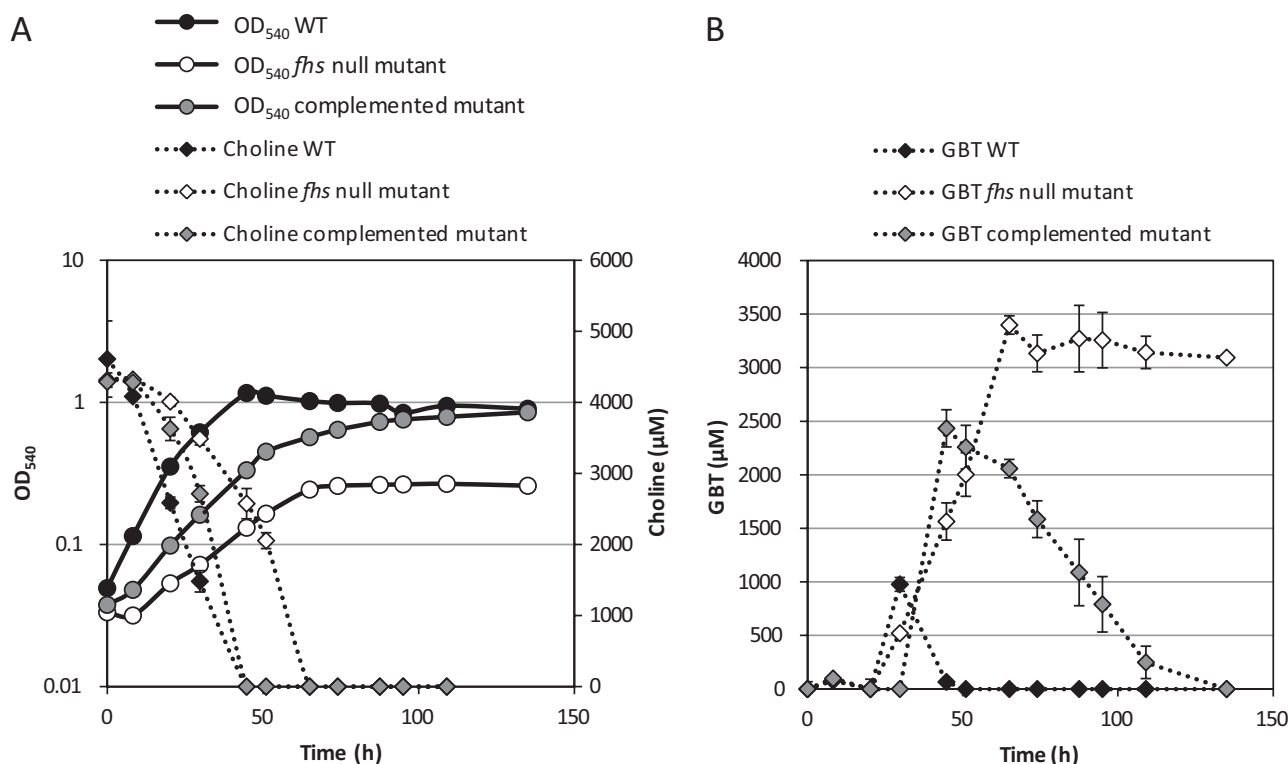 A
OD540 WT
OD540 fhs null mutant
OD540 complemented mutant
Choline WT
Choline fhs null mutant
Choline complemented mutant
10
1
0.1
0.01
OD540
6000
5000
4000
3000
2000
1000
0
Choline (μM)
0
50
100
150
Time (h)
B
GBT WT
GBT fhs null mutant
GBT complemented mutant
4000
3500
3000
2500
2000
1500
1000
500
0
GBT (μM)
0
50
100
150
Time (h)